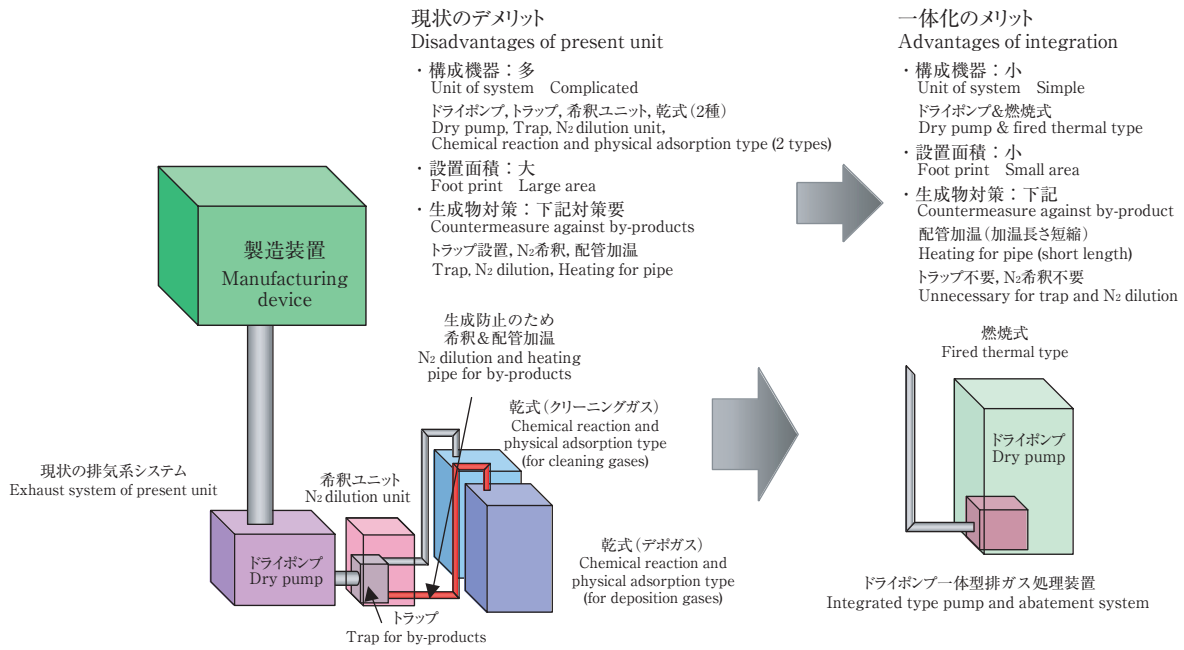 現状のデメリット
Disadvantages of present unit
・構成機器：多
Unit of system Complicated
ドライポンプ, トラップ, 希釈ユニット, 乾式（2種）
Dry pump, Trap, N2 dilution unit,
Chemical reaction and physical adsorption type (2 types)
・設置面積：大
Foot print Large area
・生成物対策：下記対策要
Countermeasure against by-products
トラップ設置, N2希釈, 配管加温
Trap, N2 dilution, Heating for pipe
一体化のメリット
Advantages of integration
・構成機器：小
Unit of system Simple
ドライポンプ&燃焼式
Dry pump & fired thermal type
・設置面積：小
Foot print Small area
・生成物対策：下記
Countermeasure against by-product
配管加温（加温長さ短縮）
Heating for pipe (short length)
トラップ不要, N2希釈不要
Unnecessary for trap and N2 dilution
製造装置
Manufacturing
device
生成防止のため
希釈&配管加温
N2 dilution and heating
pipe for by-products
乾式（クリーニングガス）
Chemical reaction and
physical adsorption type
(for cleaning gases)
現状の排気系システム
Exhaust system of present unit
希釈ユニット
N2 dilution unit
ドライポンプ
Dry pump
トラップ
Trap for by-products
乾式（デポガス）
Chemical reaction and
physical adsorption type
(for deposition gases)
燃焼式
Fired thermal type
ドライポンプ
Dry pump
ドライポンプ一体型排ガス処理装置
Integrated type pump and abatement system